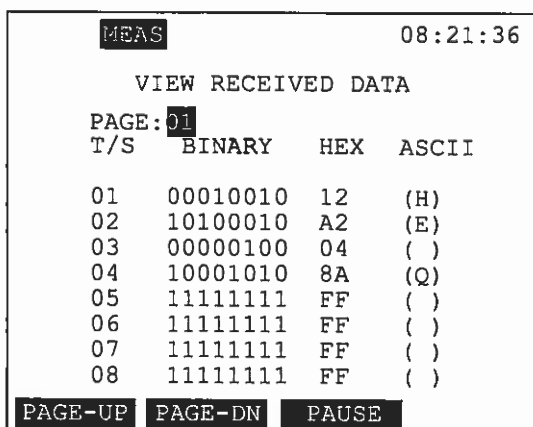 MEAS 08:21:36
VIEW RECEIVED DATA
PAGE:01
T/S BINARY HEX ASCII
01 00010010 12 (H)
02 10100010 A2 (E)
03 00000100 04 ( )
04 10001010 8A (Q)
05 11111111 FF ( )
06 11111111 FF ( )
07 11111111 FF ( )
08 11111111 FF ( )
PAGE-UP PAGE-DN PAUSE